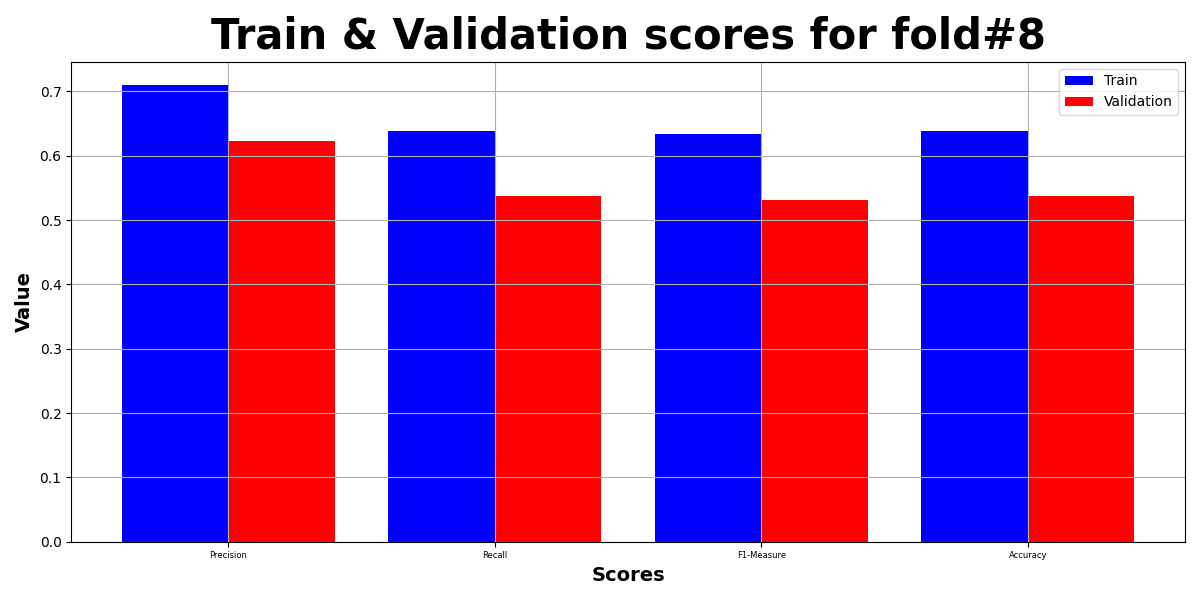 Train & Validation scores for fold#8
Train
Validation
0.7
0.6
0.5
0.4
0.3
0.2
0.1
0.0
Value
Precision Recall F1-Measure Accuracy
Scores